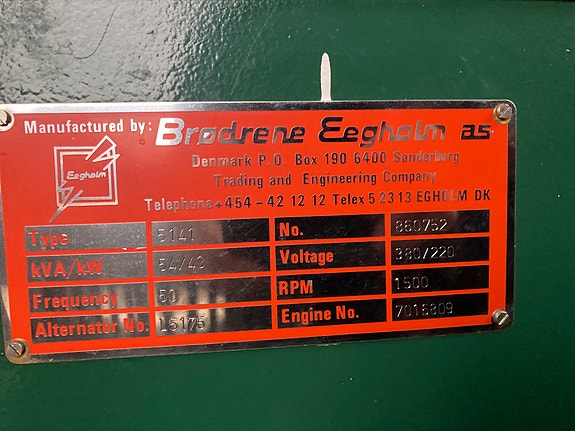 Manufactured by: Brødrene Eegholm as
Denmark P.O. Box 190 6400 Sønderborg
Trading and Engineering Company
Eegholm
Telephone +454 - 42 12 12 Telex 5 23 13 EGHOLM DK
Type 5141 No. 860752
kVA/kW 54/43 Voltage 380/220
Frequency 50 RPM 1500
Alternator No. 15175 Engine No. 7016809